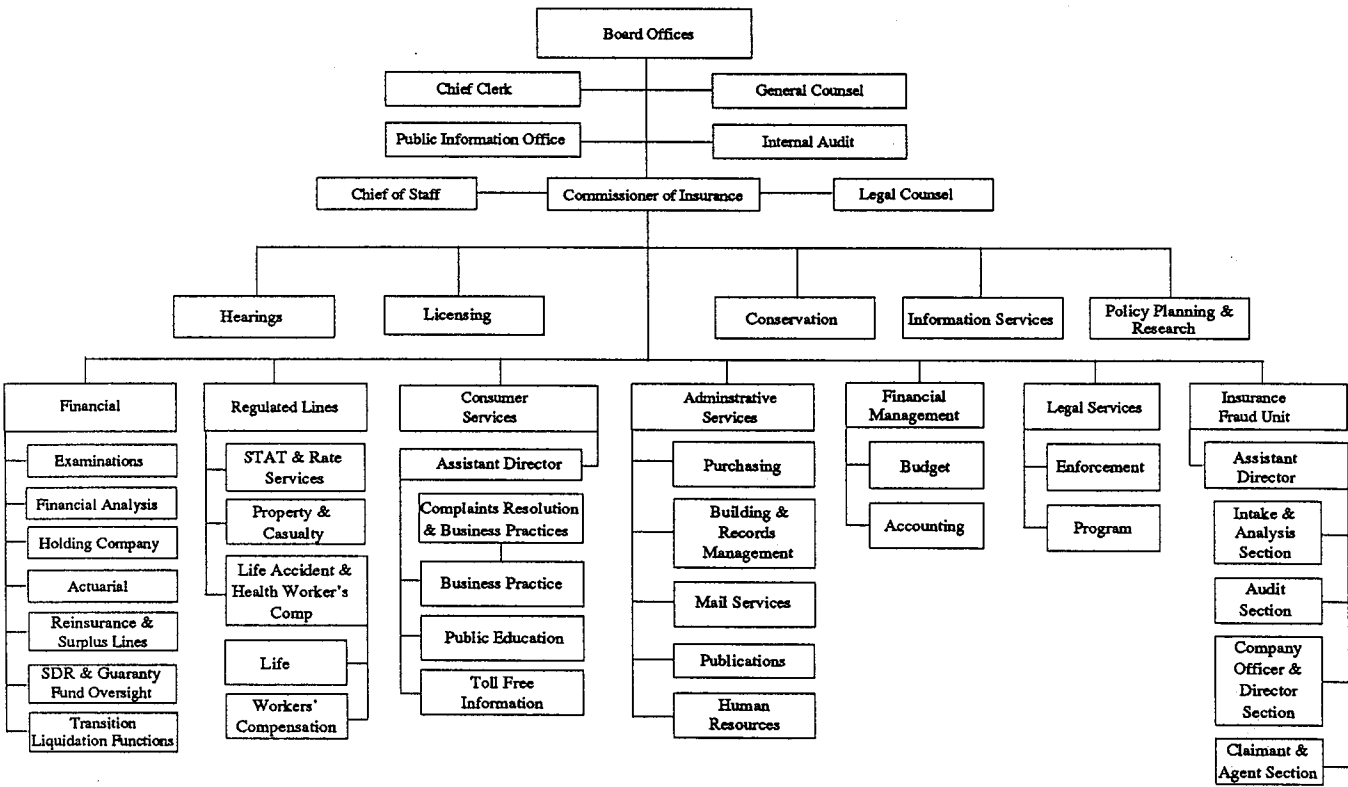 Board Offices
Chief Clerk
General Counsel
Public Information Office
Internal Audit
Chief of Staff
Commissioner of Insurance
Legal Counsel
Hearings
Licensing
Conservation
Information Services
Policy Planning &
Research
Financial
Regulated Lines
Consumer
Services
Adminstrative
Services
Financial
Management
Legal Services
Insurance
Fraud Unit
Examinations
Financial Analysis
Holding Company
Actuarial
Reinsurance &
Surplus Lines
SDR & Guaranty
Fund Oversight
Transition
Liquidation Functions
STAT & Rate
Services
Property &
Casualty
Life Accident &
Health Worker's
Comp
Life
Workers'
Compensation
Assistant Director
Complaints Resolution
& Business Practices
Business Practice
Public Education
Toll Free
Information
Purchasing
Building &
Records
Management
Mail Services
Publications
Human
Resources
Budget
Accounting
Enforcement
Program
Assistant
Director
Intake &
Analysis
Section
Audit
Section
Company
Officer &
Director
Section
Claimant &
Agent Section